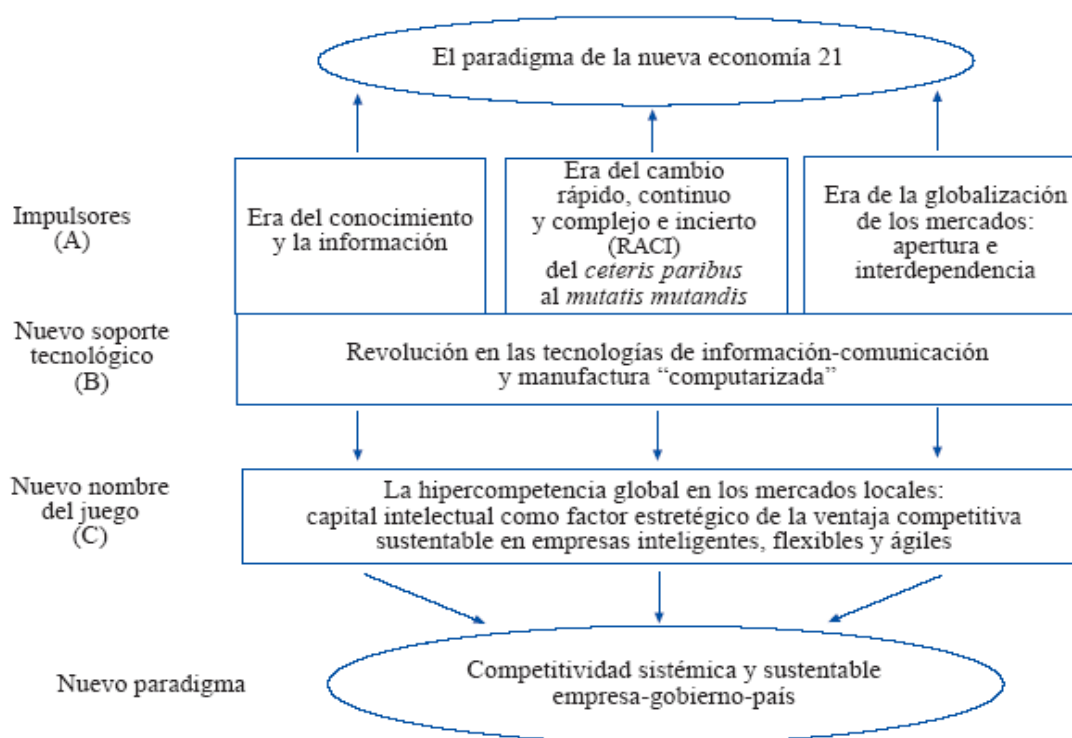 El paradigma de la nueva economía 21
Impulsores
(A)
Era del conocimiento
y la información
Era del cambio
rápido, continuo
y complejo e incierto
(RACI)
del ceteris paribus
al mutatis mutandis
Era de la globalización
de los mercados:
apertura e
interdependencia
Nuevo soporte
tecnológico
(B)
Revolución en las tecnologías de información-comunicación
y manufactura “computarizada”
Nuevo nombre
del juego
(C)
La hipercompetencia global en los mercados locales:
capital intelectual como factor estretégico de la ventaja competitiva
sustentable en empresas inteligentes, flexibles y ágiles
Nuevo paradigma
Competitividad sistémica y sustentable
empresa-gobierno-país